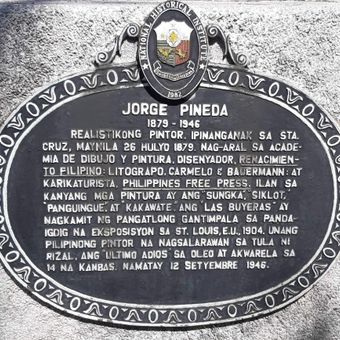 NATIONAL HISTORICAL INSTITUTE
1982
JORGE PINEDA
1879 - 1946
REALISTIKONG PINTOR. IPINANGANAK SA STA.
CRUZ, MAYNILA 26 HULYO 1879. NAG-ARAL SA ACADE-
MIA DE DIBUJO Y PINTURA. DISENYADOR, RENACIMIEN-
TO FILIPINO; LITOGRAPO, CARMELO & BAUERMANN; AT
KARIKATURISTA, PHILIPPINES FREE PRESS. ILAN SA
KANYANG MGA PINTURA AY ANG "SUNGKA," SIKLOT,"
PANGUINGUE, AT KAKAWATE. ANG "LAS BUYERAS" AY
NAGKAMIT NG PANGATLONG GANTIMPALA SA PANDA-
IGDIG NA EKSPOSISYON SA ST. LOUIS, E.U., 1904. UNANG
PILIPINONG PINTOR NA NAGSALARAWAN SA TULA NI
RIZAL, ANG "ULTIMO ADIOS" SA OLEO AT AKWARELA SA
14 NA KANBAS. NAMATAY 12 SETYEMBRE 1946.